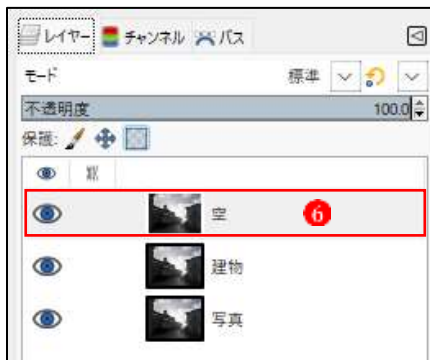 レイヤー チャンネル パス
モード 標準
不透明度 100.0
保護:
空 6
建物
写真